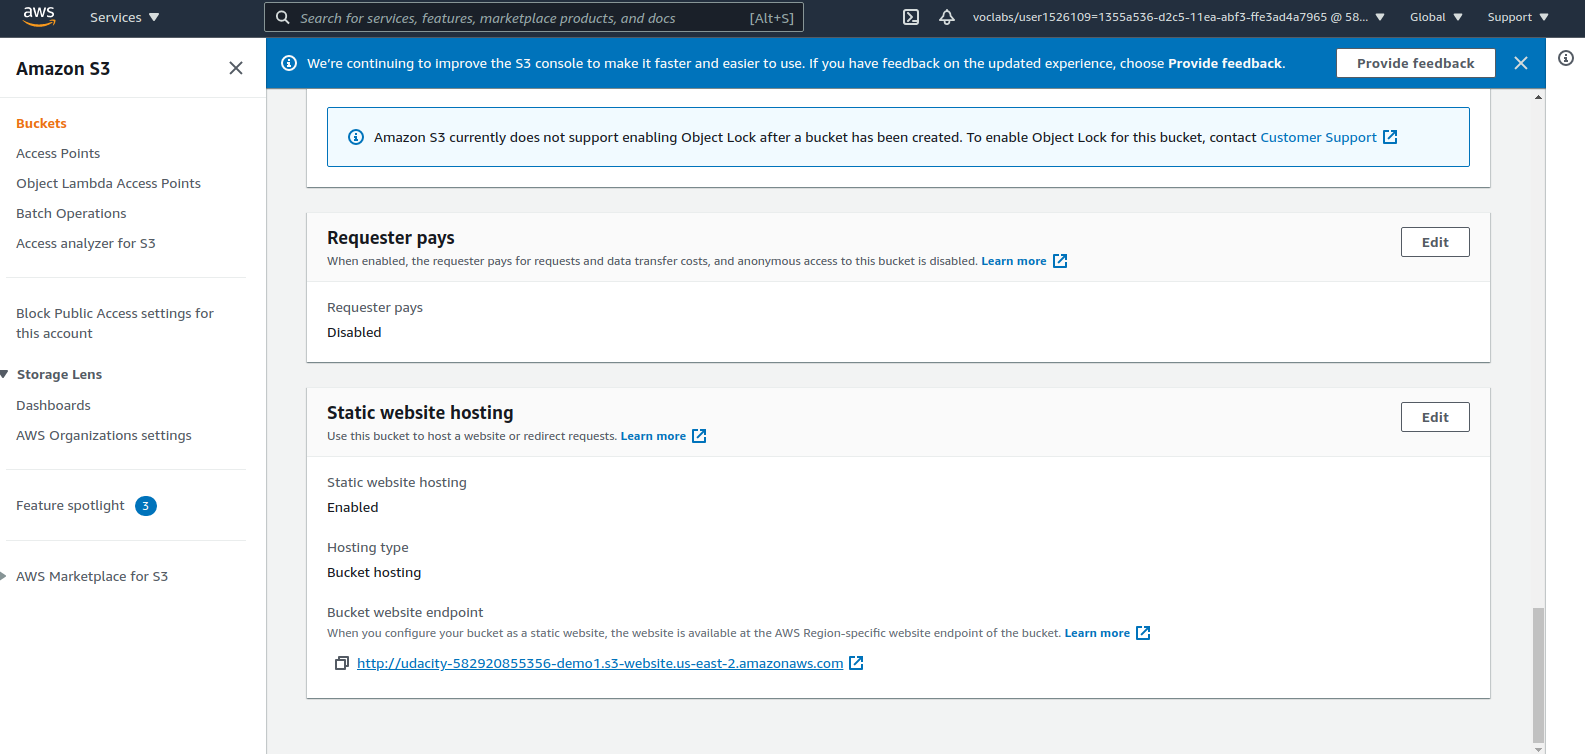 aws
Services
Search for services, features, marketplace products, and docs
[Alt+S]
voclabs/user1526109=1355a536-d2c5-11ea-abf3-ffe3ad4a7965 @ 58...
Global
Support
Amazon S3
Buckets
Access Points
Object Lambda Access Points
Batch Operations
Access analyzer for S3
Block Public Access settings for
this account
Storage Lens
Dashboards
AWS Organizations settings
Feature spotlight 3
AWS Marketplace for S3
We're continuing to improve the S3 console to make it faster and easier to use. If you have feedback on the updated experience, choose Provide feedback.
Provide feedback
Amazon S3 currently does not support enabling Object Lock after a bucket has been created. To enable Object Lock for this bucket, contact Customer Support
Requester pays
Edit
When enabled, the requester pays for requests and data transfer costs, and anonymous access to this bucket is disabled. Learn more
Requester pays
Disabled
Static website hosting
Edit
Use this bucket to host a website or redirect requests. Learn more
Static website hosting
Enabled
Hosting type
Bucket hosting
Bucket website endpoint
When you configure your bucket as a static website, the website is available at the AWS Region-specific website endpoint of the bucket. Learn more
http://udacity-582920855356-demo1.s3-website.us-east-2.amazonaws.com